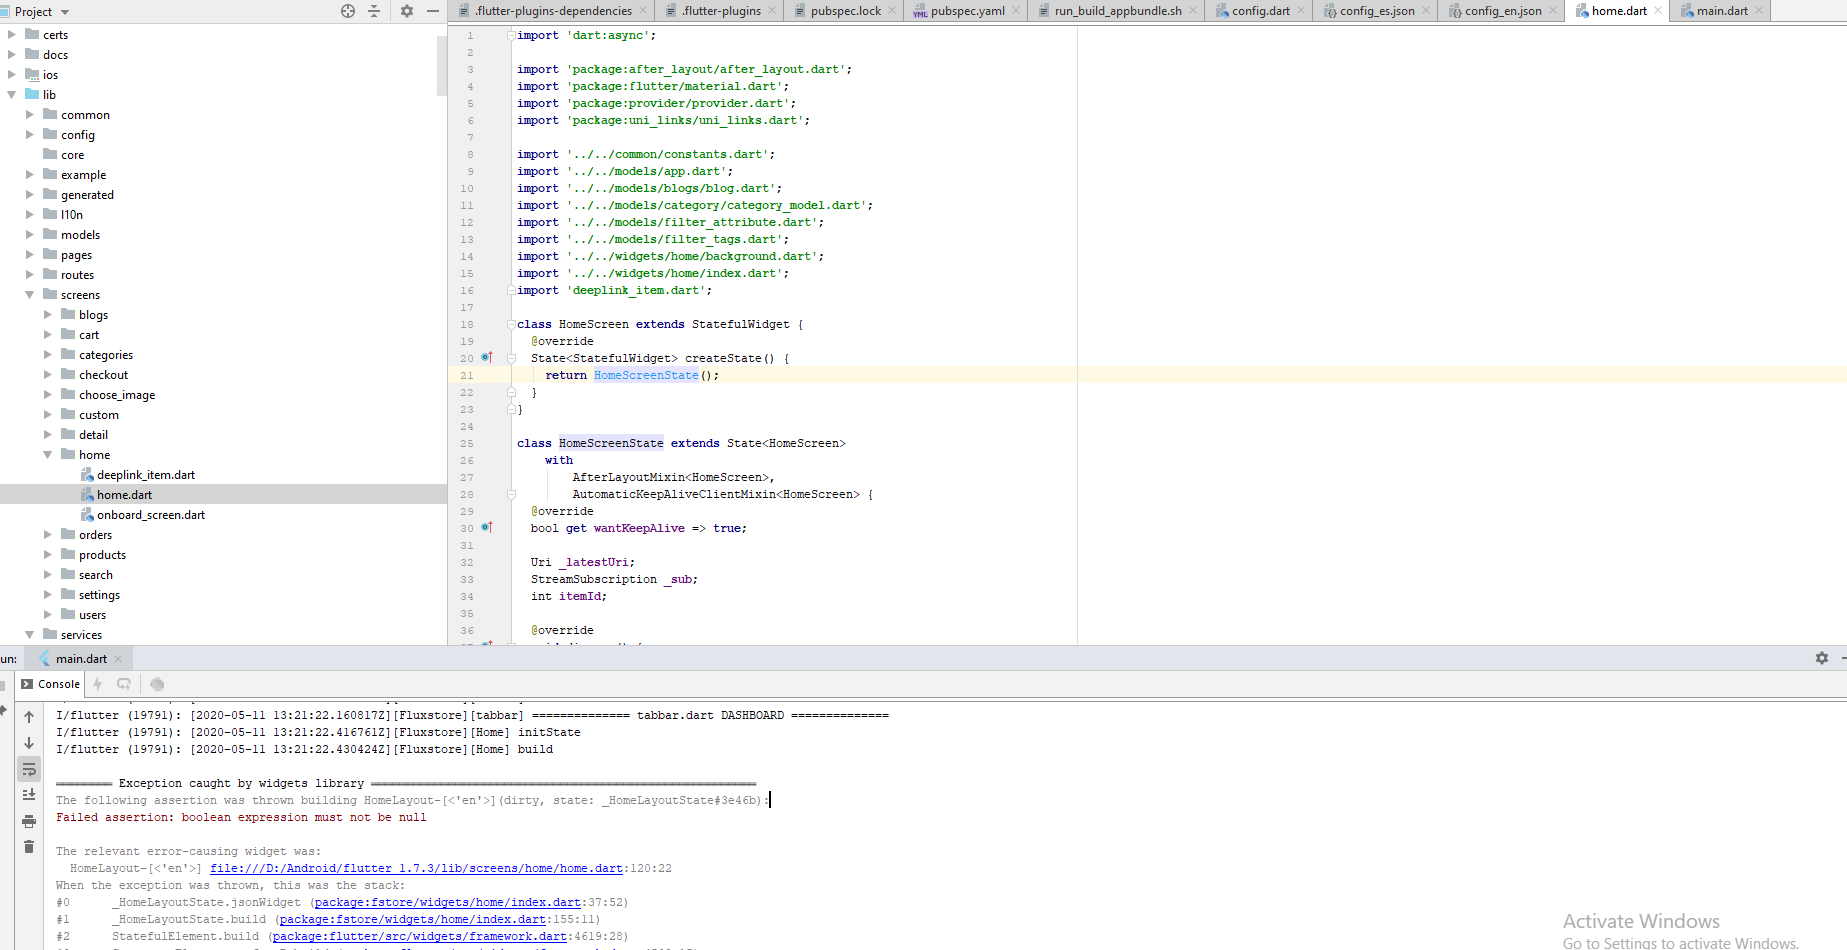 Project
certs
docs
ios
lib
common
config
core
example
generated
l10n
models
pages
routes
screens
blogs
cart
categories
checkout
choose_image
custom
detail
home
deeplink_item.dart
home.dart
onboard_screen.dart
orders
products
search
settings
users
services
.flutter-plugins-dependencies
.flutter-plugins
pubspec.lock
pubspec.yaml
run_build_appbundle.sh
config.dart
config_es.json
config_en.json
home.dart
main.dart
1 import 'dart:async';
2
3 import 'package:after_layout/after_layout.dart';
4 import 'package:flutter/material.dart';
5 import 'package:provider/provider.dart';
6 import 'package:uni_links/uni_links.dart';
7
8 import '../../common/constants.dart';
9 import '../../models/app.dart';
10 import '../../models/blogs/blog.dart';
11 import '../../models/category/category_model.dart';
12 import '../../models/filter_attribute.dart';
13 import '../../models/filter_tags.dart';
14 import '../../widgets/home/background.dart';
15 import '../../widgets/home/index.dart';
16 import 'deeplink_item.dart';
17
18 class HomeScreen extends StatefulWidget {
19 @override
20 State<StatefulWidget> createState() {
21 return HomeScreenState();
22 }
23 }
24
25 class HomeScreenState extends State<HomeScreen>
26 with
27 AfterLayoutMixin<HomeScreen>,
28 AutomaticKeepAliveClientMixin<HomeScreen> {
29 @override
30 bool get wantKeepAlive => true;
31
32 Uri _latestUri;
33 StreamSubscription _sub;
34 int itemId;
35
36 @override
un: main.dart
Console
I/flutter (19791): [2020-05-11 13:21:22.160817Z][Fluxstore][tabbar] ============== tabbar.dart DASHBOARD ==============
I/flutter (19791): [2020-05-11 13:21:22.416761Z][Fluxstore][Home] initState
I/flutter (19791): [2020-05-11 13:21:22.430424Z][Fluxstore][Home] build
════════ Exception caught by widgets library ═══════════════════════════════════════════════════════
The following assertion was thrown building HomeLayout-[<'en'>](dirty, state: _HomeLayoutState#3e46b):
Failed assertion: boolean expression must not be null
The relevant error-causing widget was:
HomeLayout-[<'en'>] file:///D:/Android/flutter 1.7.3/lib/screens/home/home.dart:120:22
When the exception was thrown, this was the stack:
#0 _HomeLayoutState.jsonWidget (package:fstore/widgets/home/index.dart:37:52)
#1 _HomeLayoutState.build (package:fstore/widgets/home/index.dart:155:11)
#2 StatefulElement.build (package:flutter/src/widgets/framework.dart:4619:28)
Activate Windows
Go to Settings to activate Windows.